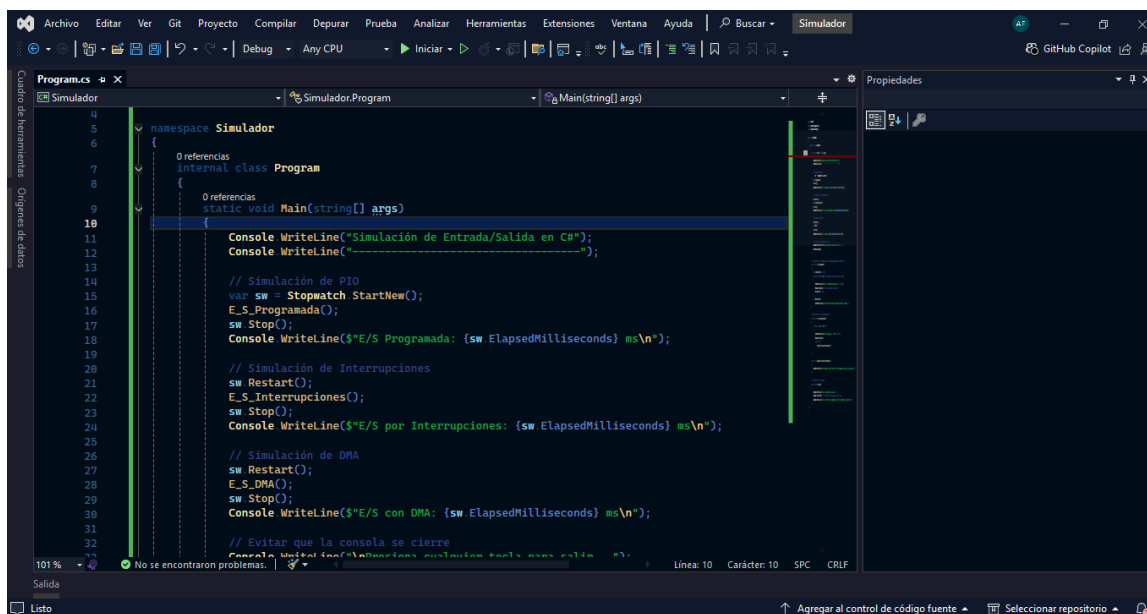 Archivo Editar Ver Git Proyecto Compilar Depurar Prueba Analizar Herramientas Extensiones Ventana Ayuda Buscar Simulador AF
Debug Any CPU Iniciar GitHub Copilot
Cuadro de herramientas
Orígenes de datos
Program.cs
Simulador Simulador.Program Main(string[] args)
4
5 namespace Simulador
6 {
0 referencias
7 internal class Program
8 {
0 referencias
9 static void Main(string[] args)
10 {
11 Console.WriteLine("Simulación de Entrada/Salida en C#");
12 Console.WriteLine("-----------------------------------");
13
14 // Simulación de PIO
15 var sw = Stopwatch.StartNew();
16 E_S_Programada();
17 sw.Stop();
18 Console.WriteLine($"E/S Programada: {sw.ElapsedMilliseconds} ms\n");
19
20 // Simulación de Interrupciones
21 sw.Restart();
22 E_S_Interrupciones();
23 sw.Stop();
24 Console.WriteLine($"E/S por Interrupciones: {sw.ElapsedMilliseconds} ms\n");
25
26 // Simulación de DMA
27 sw.Restart();
28 E_S_DMA();
29 sw.Stop();
30 Console.WriteLine($"E/S con DMA: {sw.ElapsedMilliseconds} ms\n");
31
32 // Evitar que la consola se cierre
Console.WriteLine("\nPresiona cualquier tecla para salir...");
Propiedades
101 % No se encontraron problemas. Línea: 10 Carácter: 10 SPC CRLF
Salida
Listo Agregar al control de código fuente Seleccionar repositorio